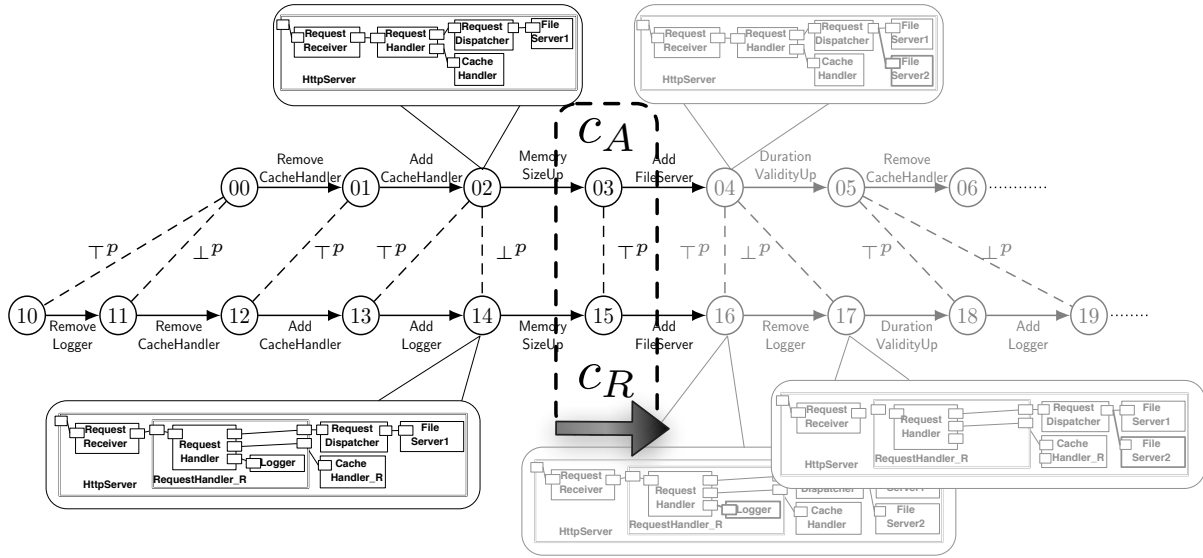 Request
Receiver
Request
Handler
Request
Dispatcher
File
Server1
Cache
Handler
HttpServer
Request
Receiver
Request
Handler
Request
Dispatcher
File
Server1
Cache
Handler
File
Server2
HttpServer
c_A
Remove
CacheHandler
Add
CacheHandler
Memory
SizeUp
Add
FileServer
Duration
ValidityUp
Remove
CacheHandler
00
01
02
03
04
05
06
⊤p
⊥p
⊤p
⊤p
⊥p
⊤p
⊤p
⊥p
⊤p
⊥p
10
11
12
13
14
15
16
17
18
19
Remove
Logger
Remove
CacheHandler
Add
CacheHandler
Add
Logger
Memory
SizeUp
Add
FileServer
Remove
Logger
Duration
ValidityUp
Add
Logger
c_R
Request
Receiver
Request
Handler
Logger
RequestHandler_R
Request
Dispatcher
File
Server1
Cache
Handler_R
HttpServer
Request
Receiver
Request
Handler
RequestHandler_R
Request
Dispatcher
File
Server1
Cache
Handler_R
File
Server2
HttpServer
Request
Receiver
Request
Handler
Logger
RequestHandler_R
Dispatcher
Server1
Cache
Handler
File
Server2
HttpServer